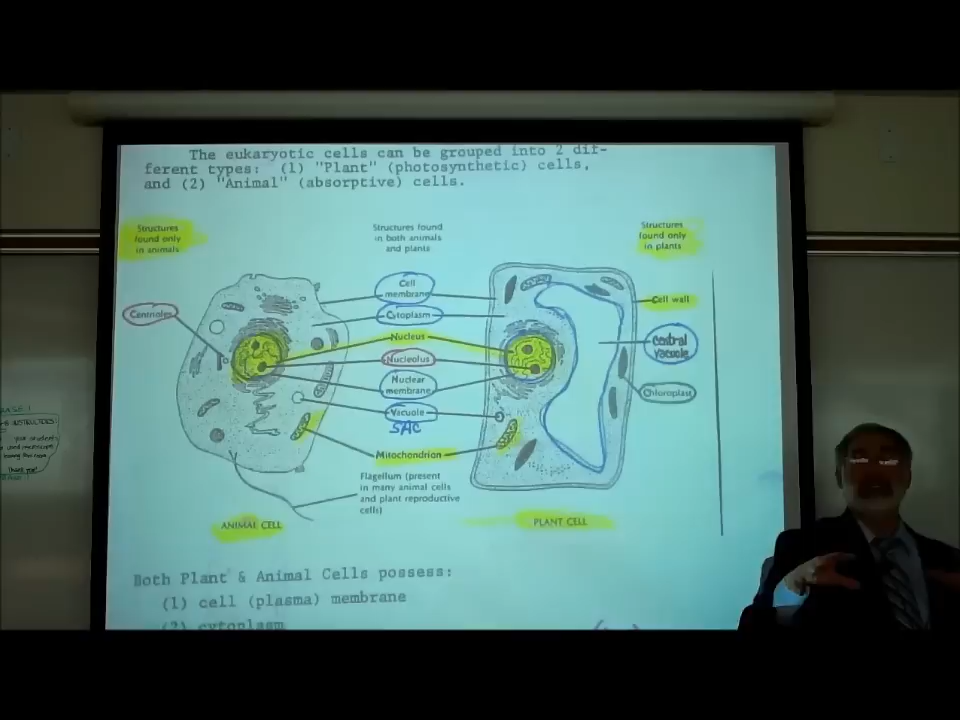 The eukaryotic cells can be grouped into 2 dif-
ferent types: (1) "Plant" (photosynthetic) cells,
and (2) "Animal" (absorptive) cells.
Structures
found only
in animals
Structures found
in both animals
and plants
Structures
found only
in plants
Centrioles
Cell
membrane
Cytoplasm
Nucleus
Nucleolus
Nuclear
membrane
Vacuole
SAC
Mitochondrion
Flagellum (present
in many animal cells
and plant reproductive
cells)
Cell wall
central
vacuole
Chloroplast
ANIMAL CELL
PLANT CELL
Both Plant & Animal Cells possess:
(1) cell (plasma) membrane
(2) cytoplasm